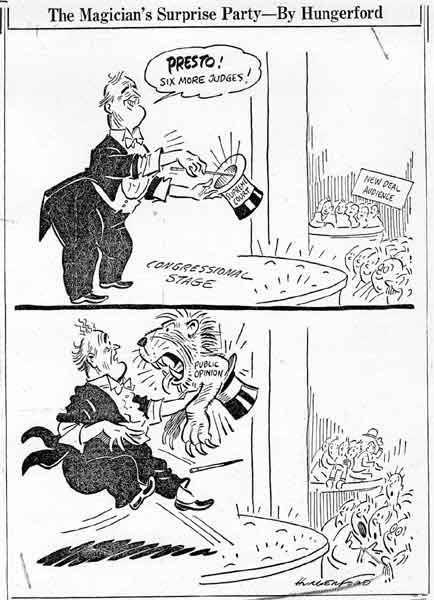 The Magician's Surprise Party—By Hungerford
PRESTO!
SIX MORE JUDGES!
SUPREME
COURT
NEW DEAL
AUDIENCE
CONGRESSIONAL
STAGE
PUBLIC
OPINION
HUNGERFORD